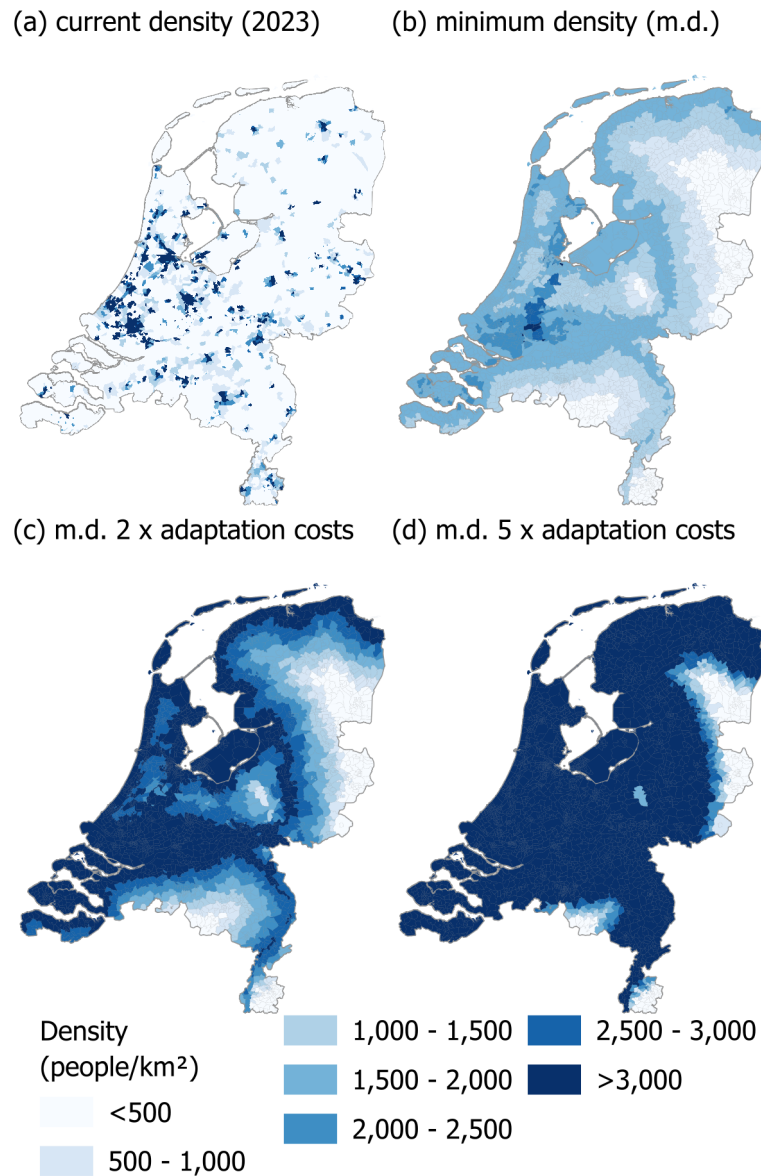 (a) current density (2023)
(b) minimum density (m.d.)
(c) m.d. 2 x adaptation costs
(d) m.d. 5 x adaptation costs
Density
(people/km²)
<500
500 - 1,000
1,000 - 1,500
1,500 - 2,000
2,000 - 2,500
2,500 - 3,000
>3,000